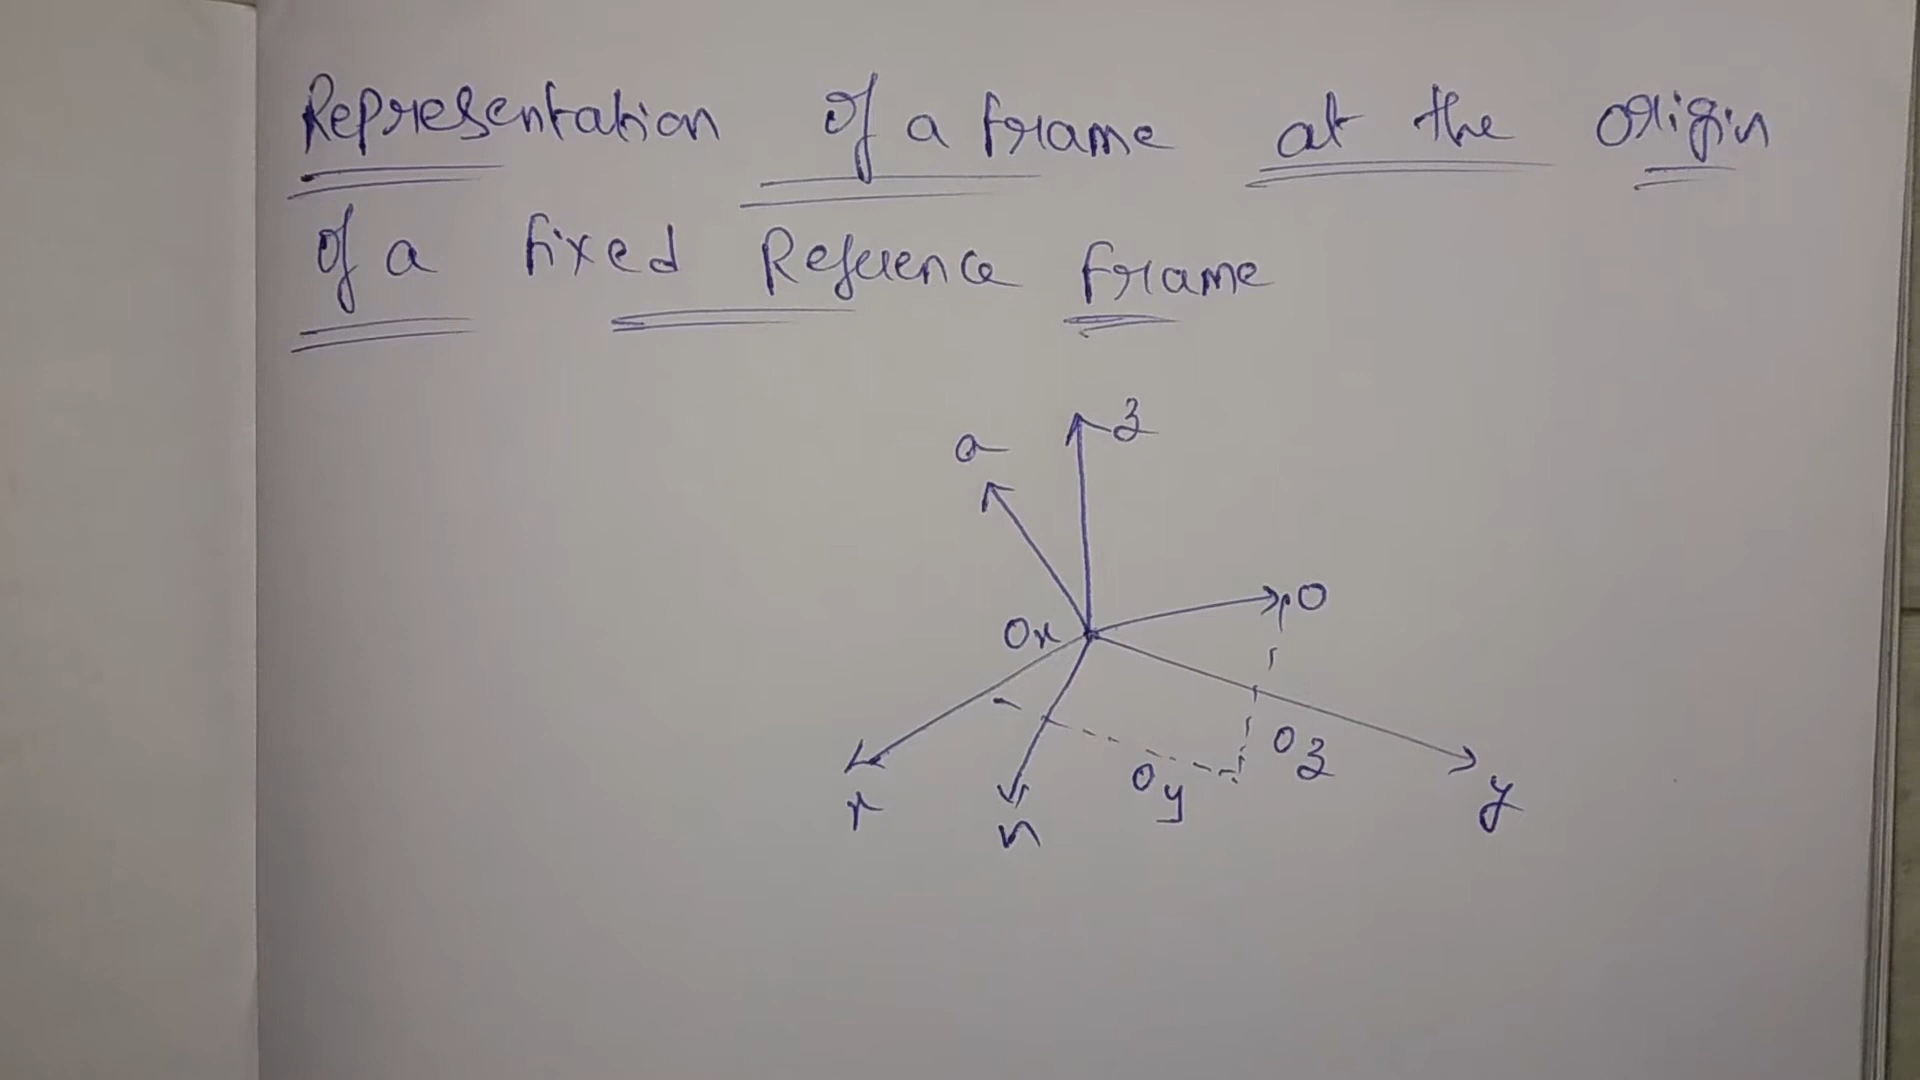 Representation of a frame at the origin
of a fixed Reference frame
a
z
o
Ox
oz
oy
x
n
y